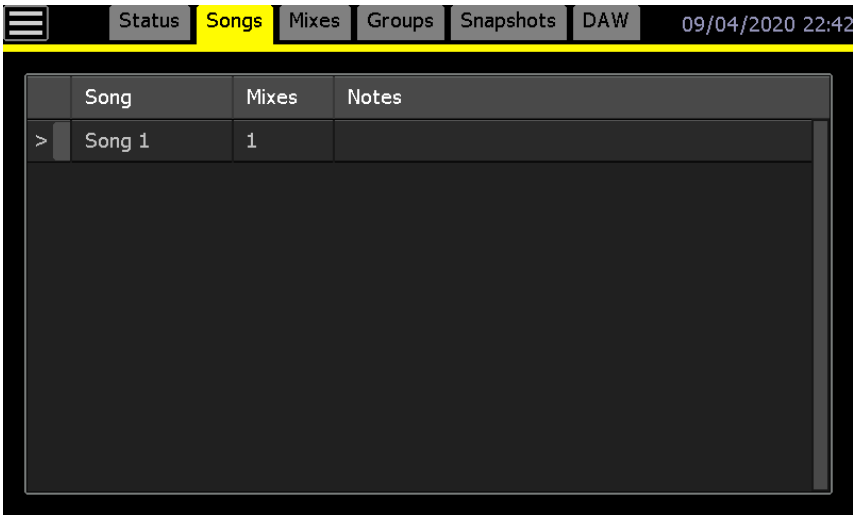 Status Songs Mixes Groups Snapshots DAW 09/04/2020 22:42
Song Mixes Notes
> Song 1 1